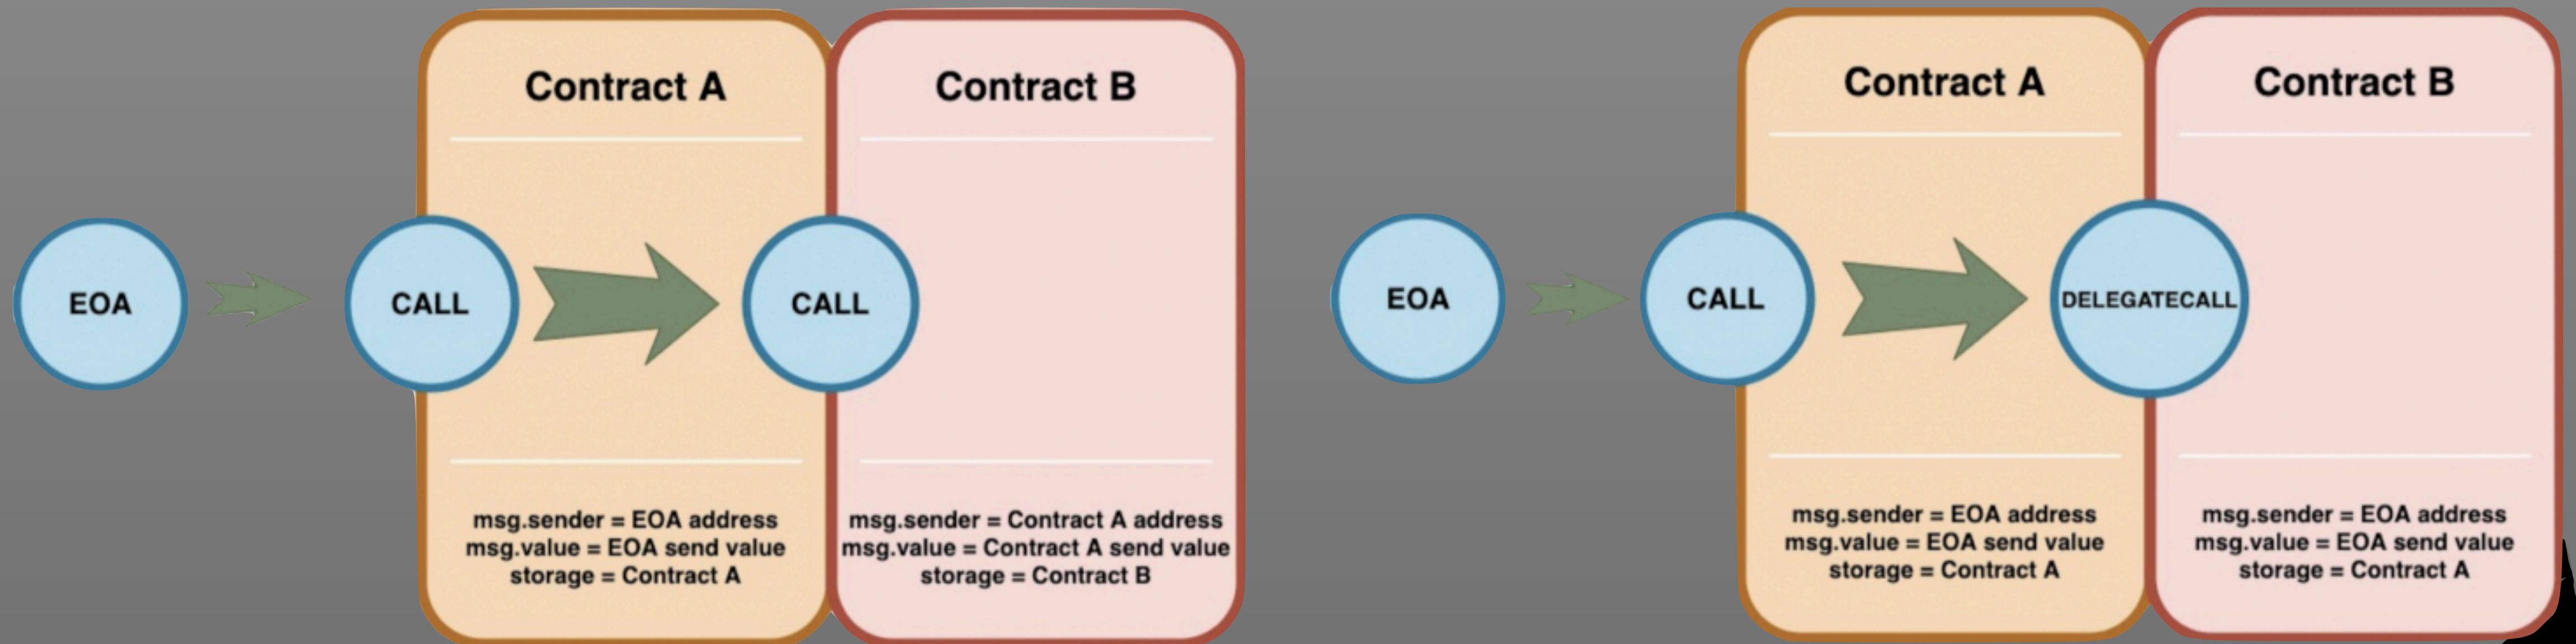 EOA
CALL
Contract A
msg.sender = EOA address
msg.value = EOA send value
storage = Contract A
CALL
Contract B
msg.sender = Contract A address
msg.value = Contract A send value
storage = Contract B
EOA
CALL
Contract A
msg.sender = EOA address
msg.value = EOA send value
storage = Contract A
DELEGATECALL
Contract B
msg.sender = EOA address
msg.value = EOA send value
storage = Contract A